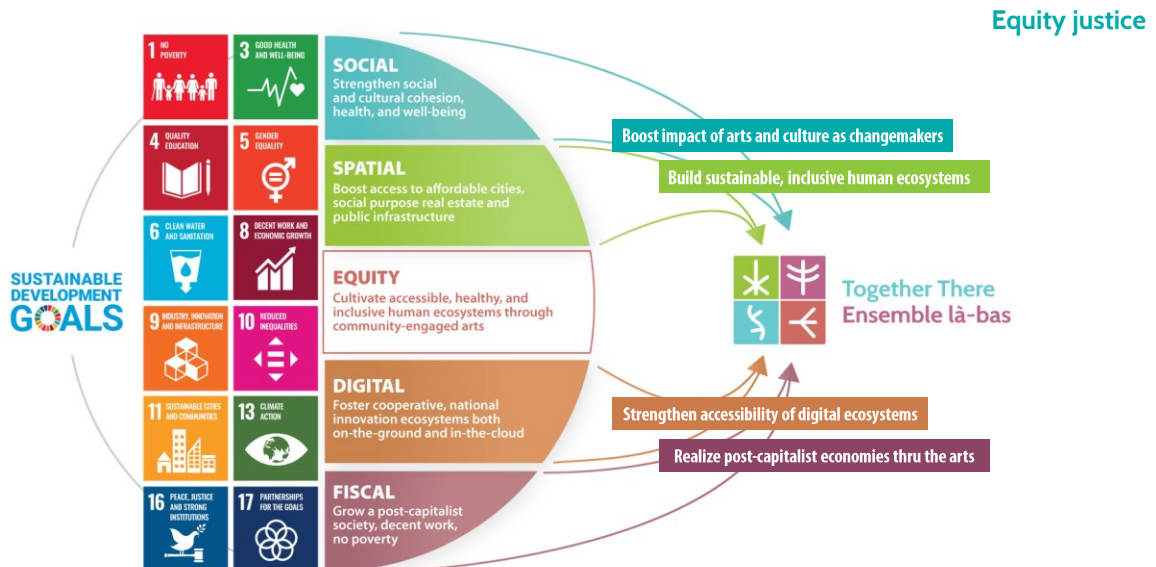 Equity justice
1 NO
POVERTY
3 GOOD HEALTH
AND WELL-BEING
4 QUALITY
EDUCATION
5 GENDER
EQUALITY
6 CLEAN WATER
AND SANITATION
8 DECENT WORK AND
ECONOMIC GROWTH
SUSTAINABLE
DEVELOPMENT
GOALS
9 INDUSTRY, INNOVATION
AND INFRASTRUCTURE
10 REDUCED
INEQUALITIES
11 SUSTAINABLE CITIES
AND COMMUNITIES
13 CLIMATE
ACTION
16 PEACE, JUSTICE
AND STRONG
INSTITUTIONS
17 PARTNERSHIPS
FOR THE GOALS
SOCIAL
Strengthen social
and cultural cohesion,
health, and well-being
SPATIAL
Boost access to affordable cities,
social purpose real estate and
public infrastructure
EQUITY
Cultivate accessible, healthy, and
inclusive human ecosystems through
community-engaged arts
DIGITAL
Foster cooperative, national
innovation ecosystems both
on-the-ground and in-the-cloud
FISCAL
Grow a post-capitalist
society, decent work,
no poverty
Boost impact of arts and culture as changemakers
Build sustainable, inclusive human ecosystems
Together There
Ensemble là-bas
Strengthen accessibility of digital ecosystems
Realize post-capitalist economies thru the arts